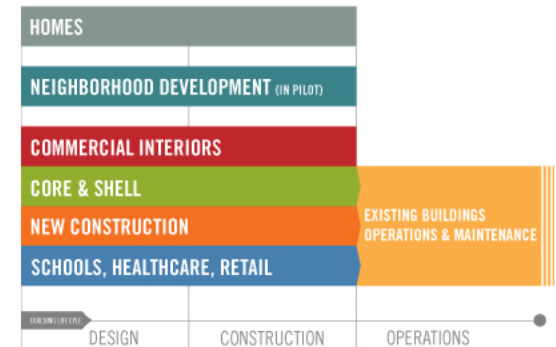 HOMES
NEIGHBORHOOD DEVELOPMENT (IN PILOT)
COMMERCIAL INTERIORS
CORE & SHELL
NEW CONSTRUCTION
SCHOOLS, HEALTHCARE, RETAIL
EXISTING BUILDINGS
OPERATIONS & MAINTENANCE
BUILDING LIFECYCLE
DESIGN
CONSTRUCTION
OPERATIONS